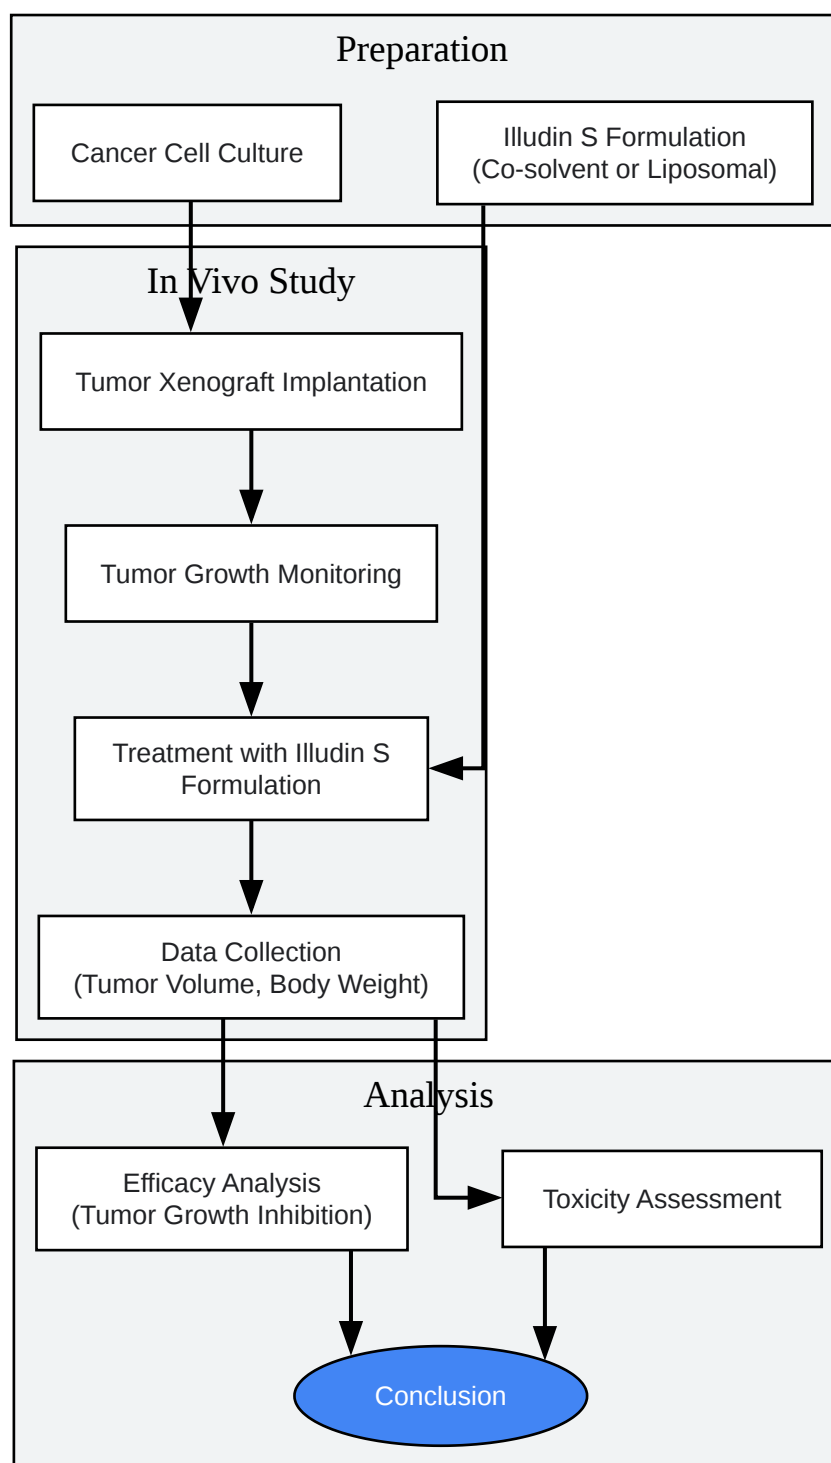 Preparation
Cancer Cell Culture
Illudin S Formulation
(Co-solvent or Liposomal)
In Vivo Study
Tumor Xenograft Implantation
Tumor Growth Monitoring
Treatment with Illudin S
Formulation
Data Collection
(Tumor Volume, Body Weight)
Analysis
Efficacy Analysis
(Tumor Growth Inhibition)
Toxicity Assessment
Conclusion